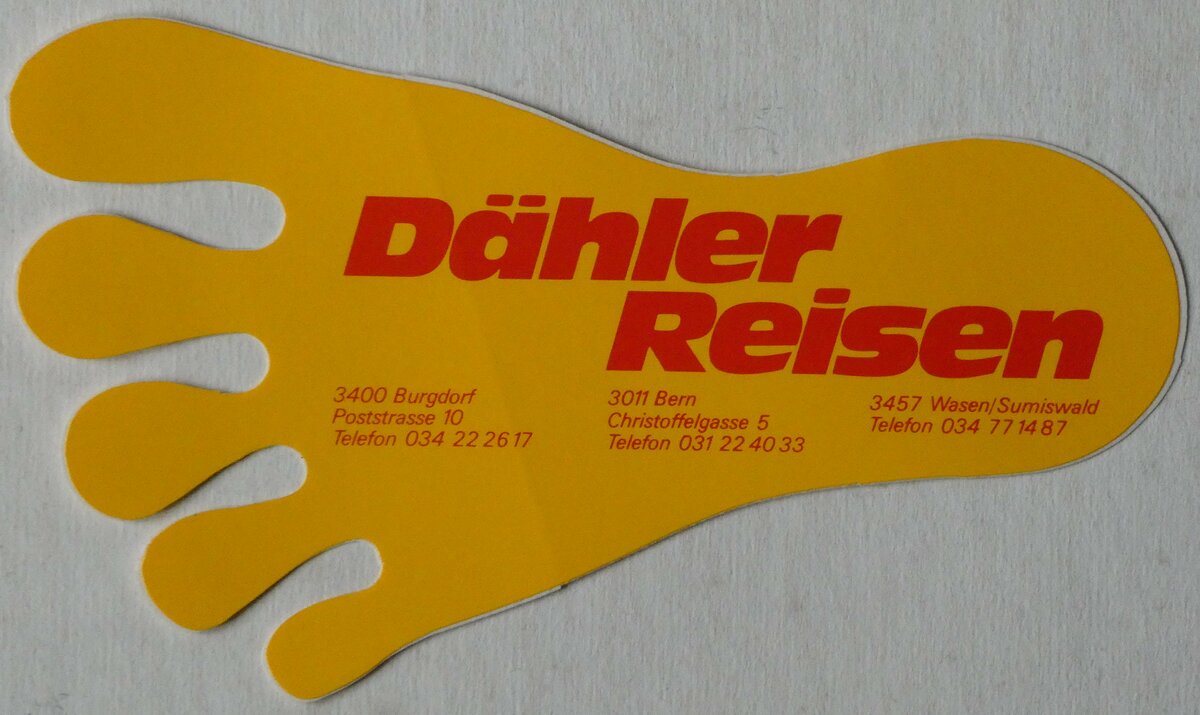 Dähler
Reisen
3400 Burgdorf
Poststrasse 10
Telefon 034 22 26 17
3011 Bern
Christoffelgasse 5
Telefon 031 22 40 33
3457 Wasen/Sumiswald
Telefon 034 77 14 87